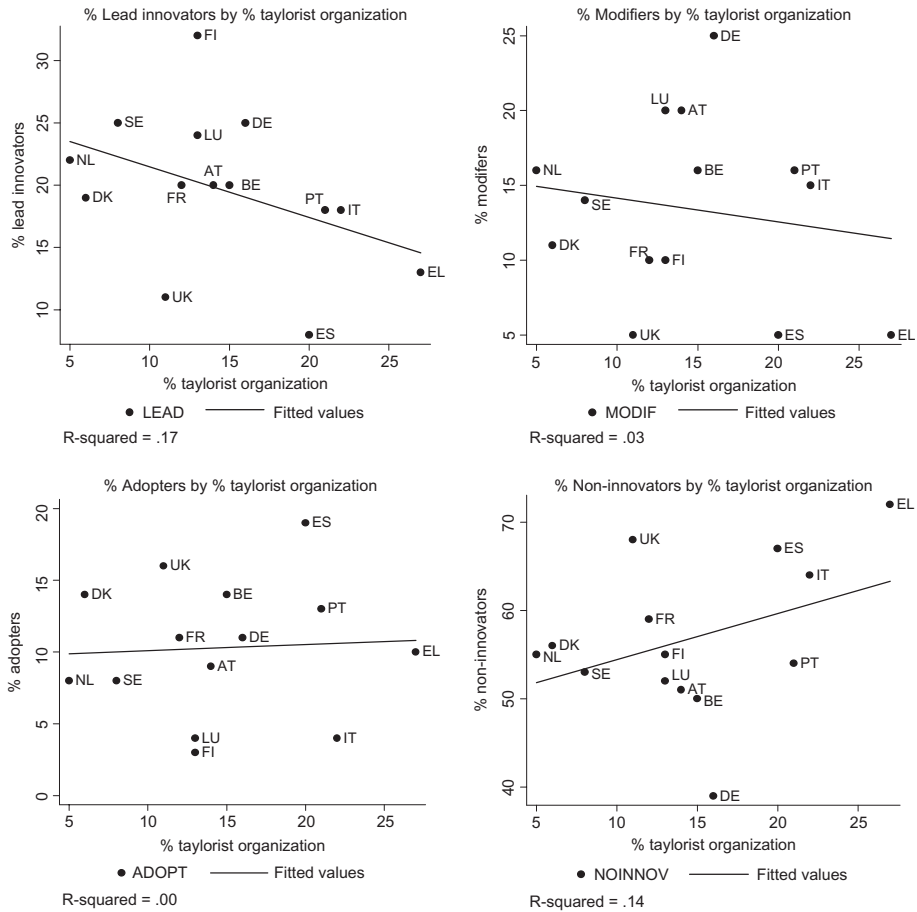 % Lead innovators by % taylorist organization
% lead innovators
30
25
20
15
10
FI
SE
DE
LU
NL
AT
BE
DK
FR
PT
IT
EL
UK
ES
5 10 15 20 25
% taylorist organization
LEAD Fitted values
R-squared = .17
% Modifiers by % taylorist organization
% modifiers
25
20
15
10
5
DE
LU
AT
NL
BE
PT
IT
SE
DK
FR
FI
UK
ES
EL
5 10 15 20 25
% taylorist organization
MODIF Fitted values
R-squared = .03
% Adopters by % taylorist organization
% adopters
20
15
10
5
0
ES
UK
DK
BE
PT
FR
DE
EL
AT
NL
SE
LU
IT
FI
5 10 15 20 25
% taylorist organization
ADOPT Fitted values
R-squared = .00
% Non-innovators by % taylorist organization
% non-innovators
70
60
50
40
EL
UK
ES
IT
FR
DK
NL
FI
PT
SE
LU
AT
BE
DE
5 10 15 20 25
% taylorist organization
NOINNOV Fitted values
R-squared = .14